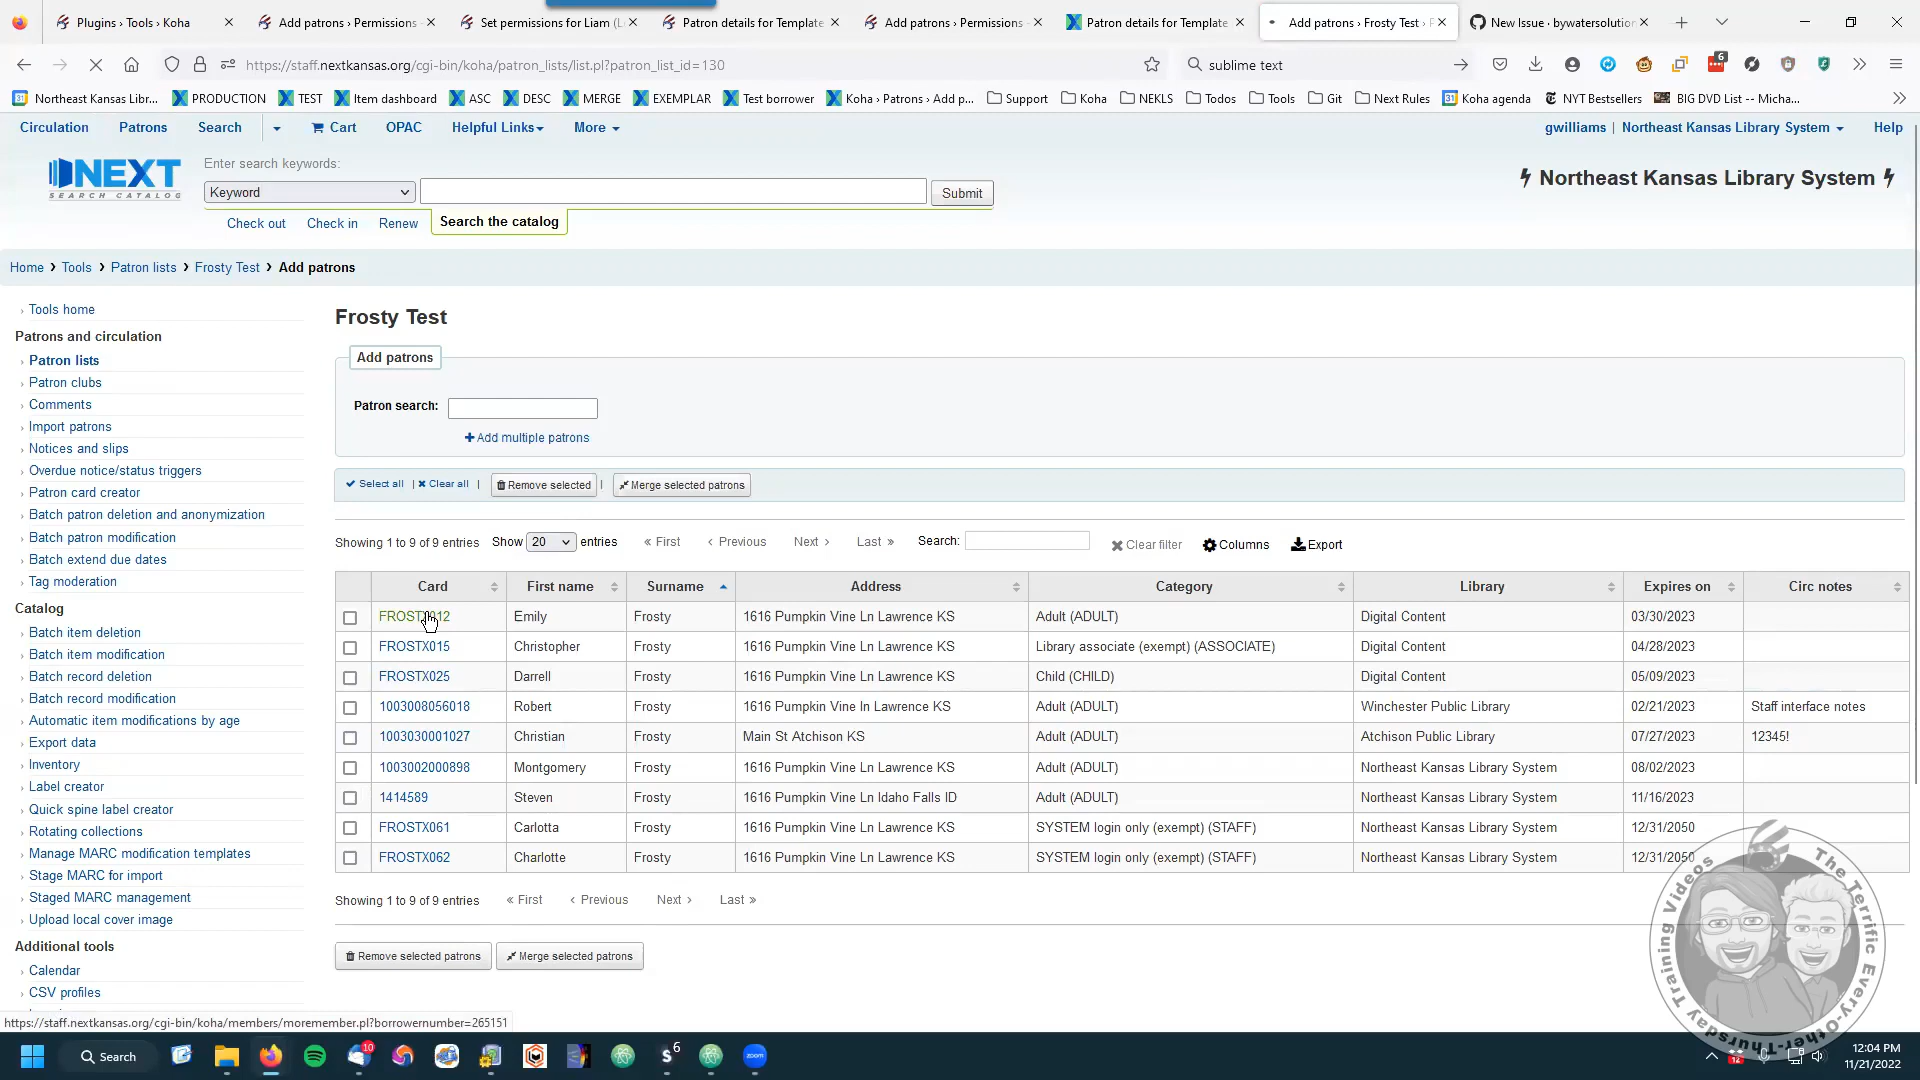 Plugins › Tools › Koha
Add patrons › Permissions
Set permissions for Liam (L
Patron details for Template
Add patrons › Permissions
Patron details for Template
Add patrons › Frosty Test › F
New Issue · bywatersolution
https://staff.nextkansas.org/cgi-bin/koha/patron_lists/list.pl?patron_list_id=130
sublime text
6
Northeast Kansas Libr... PRODUCTION TEST Item dashboard ASC DESC MERGE EXEMPLAR Test borrower Koha › Patrons › Add p... Support Koha NEKLS Todos Tools Git Next Rules Koha agenda NYT Bestsellers BIG DVD List -- Micha...
Circulation Patrons Search Cart OPAC Helpful Links More gwilliams | Northeast Kansas Library System Help
NEXT
SEARCH CATALOG
Enter search keywords:
Keyword Submit
Check out Check in Renew Search the catalog
Northeast Kansas Library System
Home › Tools › Patron lists › Frosty Test › Add patrons
Tools home
Patrons and circulation
Patron lists
Patron clubs
Comments
Import patrons
Notices and slips
Overdue notice/status triggers
Patron card creator
Batch patron deletion and anonymization
Batch patron modification
Batch extend due dates
Tag moderation
Catalog
Batch item deletion
Batch item modification
Batch record deletion
Batch record modification
Automatic item modifications by age
Export data
Inventory
Label creator
Quick spine label creator
Rotating collections
Manage MARC modification templates
Stage MARC for import
Staged MARC management
Upload local cover image
Additional tools
Calendar
CSV profiles
Frosty Test
Add patrons
Patron search:
Add multiple patrons
Select all | Clear all | Remove selected | Merge selected patrons
Showing 1 to 9 of 9 entries Show 20 entries « First ‹ Previous Next › Last » Search: Clear filter Columns Export
Card First name Surname Address Category Library Expires on Circ notes
FROSTX012 Emily Frosty 1616 Pumpkin Vine Ln Lawrence KS Adult (ADULT) Digital Content 03/30/2023
FROSTX015 Christopher Frosty 1616 Pumpkin Vine Ln Lawrence KS Library associate (exempt) (ASSOCIATE) Digital Content 04/28/2023
FROSTX025 Darrell Frosty 1616 Pumpkin Vine Ln Lawrence KS Child (CHILD) Digital Content 05/09/2023
1003008056018 Robert Frosty 1616 Pumpkin Vine ln Lawrence KS Adult (ADULT) Winchester Public Library 02/21/2023 Staff interface notes
1003030001027 Christian Frosty Main St Atchison KS Adult (ADULT) Atchison Public Library 07/27/2023 12345!
1003002000898 Montgomery Frosty 1616 Pumpkin Vine Ln Lawrence KS Adult (ADULT) Northeast Kansas Library System 08/02/2023
1414589 Steven Frosty 1616 Pumpkin Vine Ln Idaho Falls ID Adult (ADULT) Northeast Kansas Library System 11/16/2023
FROSTX061 Carlotta Frosty 1616 Pumpkin Vine Ln Lawrence KS SYSTEM login only (exempt) (STAFF) Northeast Kansas Library System 12/31/2050
FROSTX062 Charlotte Frosty 1616 Pumpkin Vine Ln Lawrence KS SYSTEM login only (exempt) (STAFF) Northeast Kansas Library System 12/31/2050
Showing 1 to 9 of 9 entries « First ‹ Previous Next › Last »
Remove selected patrons Merge selected patrons
The Terrific Every-Other-Thursday Training Videos
https://staff.nextkansas.org/cgi-bin/koha/members/moremember.pl?borrowernumber=265151
Search 10 6 zoom 12 12:04 PM
11/21/2022